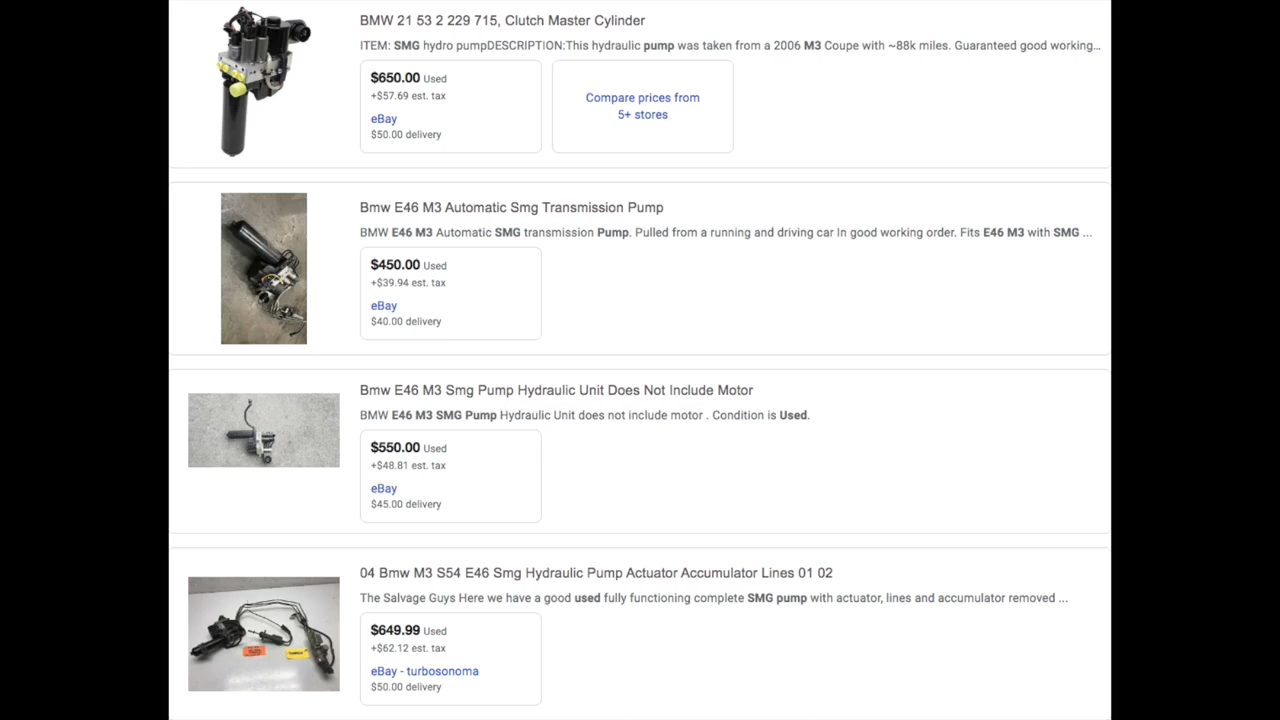 BMW 21 53 2 229 715, Clutch Master Cylinder
ITEM: SMG hydro pumpDESCRIPTION:This hydraulic pump was taken from a 2006 M3 Coupe with ~88k miles. Guaranteed good working...
$650.00 Used
+$57.69 est. tax
eBay
$50.00 delivery
Compare prices from
5+ stores
Bmw E46 M3 Automatic Smg Transmission Pump
BMW E46 M3 Automatic SMG transmission Pump. Pulled from a running and driving car In good working order. Fits E46 M3 with SMG ...
$450.00 Used
+$39.94 est. tax
eBay
$40.00 delivery
Bmw E46 M3 Smg Pump Hydraulic Unit Does Not Include Motor
BMW E46 M3 SMG Pump Hydraulic Unit does not include motor . Condition is Used.
$550.00 Used
+$48.81 est. tax
eBay
$45.00 delivery
04 Bmw M3 S54 E46 Smg Hydraulic Pump Actuator Accumulator Lines 01 02
The Salvage Guys Here we have a good used fully functioning complete SMG pump with actuator, lines and accumulator removed ...
$649.99 Used
+$62.12 est. tax
eBay - turbosonoma
$50.00 delivery